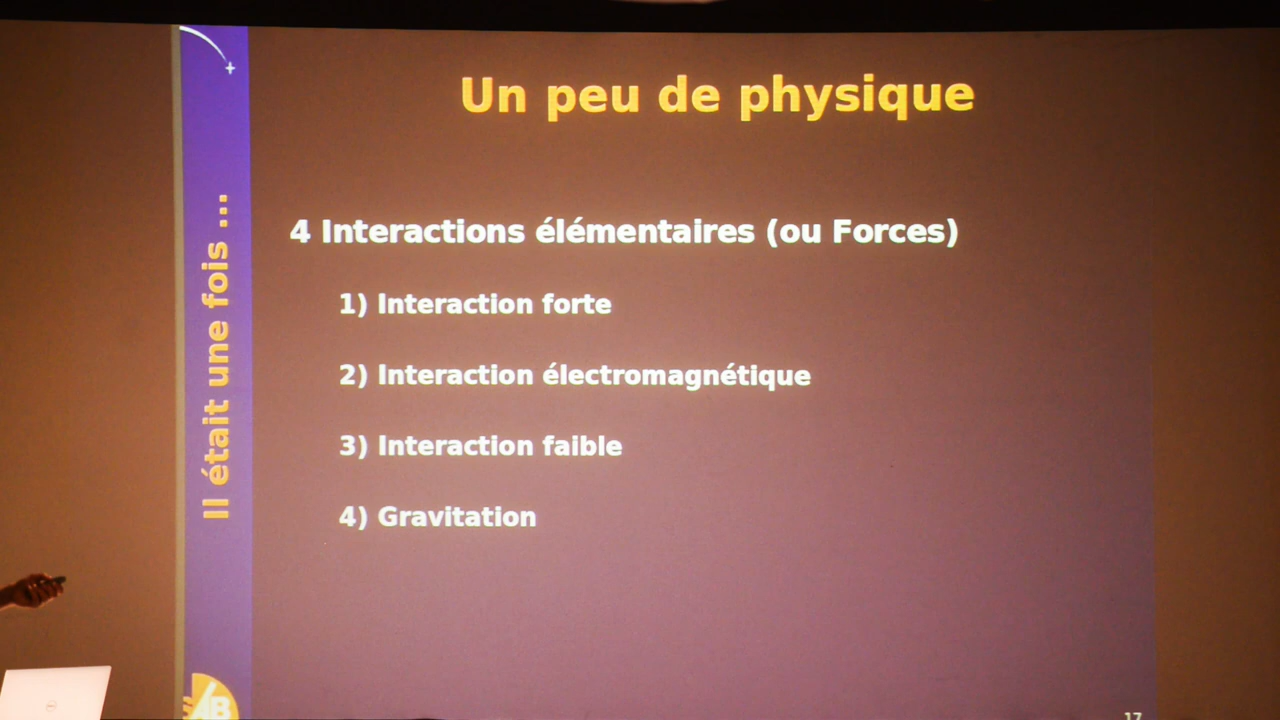 Un peu de physique
Il était une fois ...
4 Interactions élémentaires (ou Forces)
1) Interaction forte
2) Interaction électromagnétique
3) Interaction faible
4) Gravitation
17